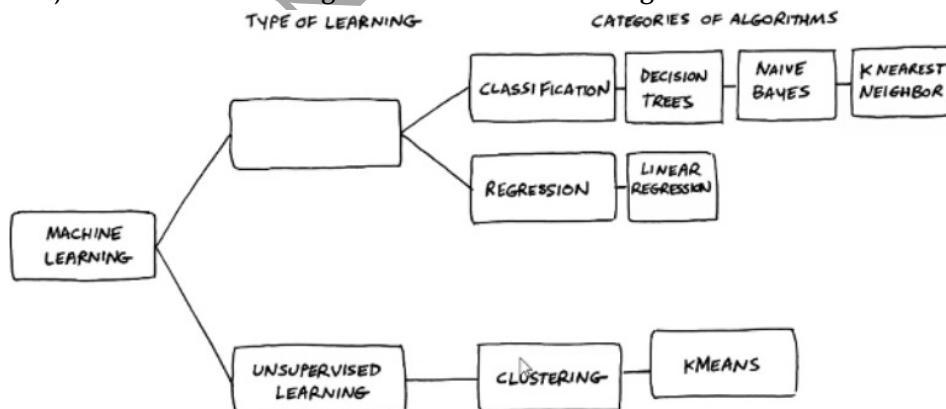 TYPE OF LEARNING
CATEGORIES OF ALGORITHMS
CLASSIFICATION
DECISION
TREES
NAIVE
BAYES
K NEAREST
NEIGHBOR
REGRESSION
LINEAR
REGRESSION
MACHINE
LEARNING
UNSUPERVISED
LEARNING
CLUSTERING
KMEANS